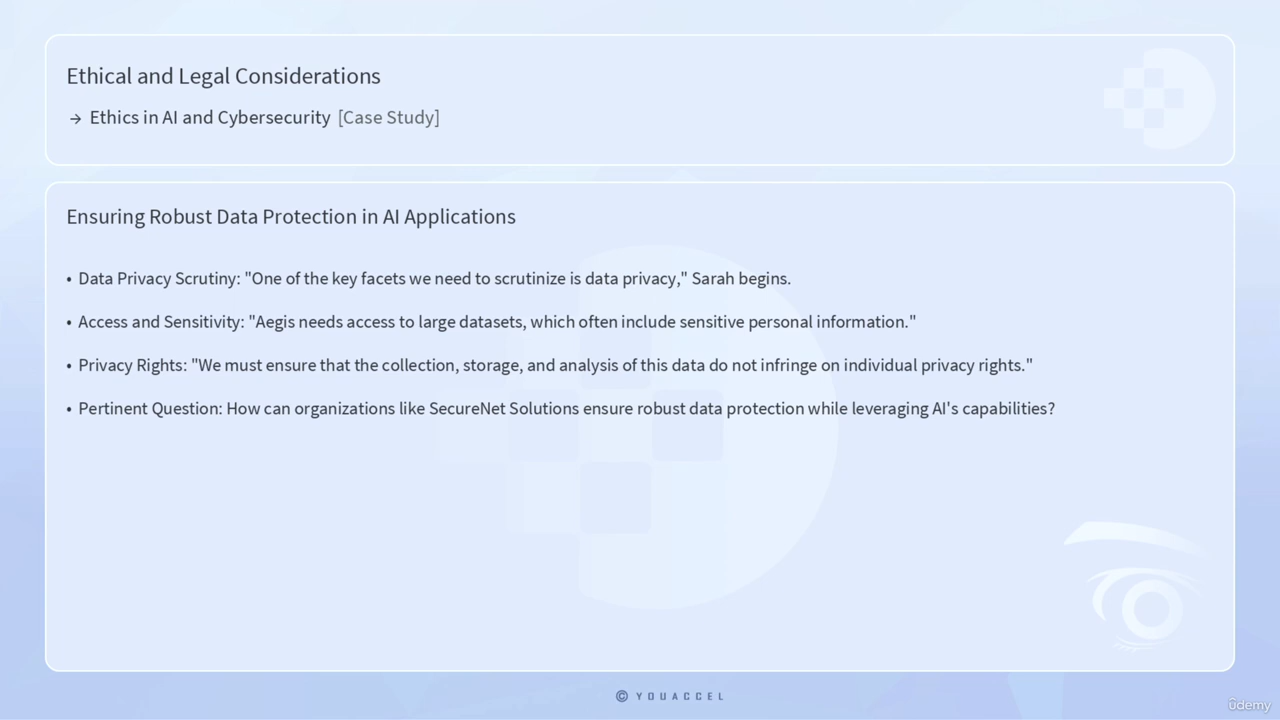 Ethical and Legal Considerations
→ Ethics in AI and Cybersecurity [Case Study]
Ensuring Robust Data Protection in AI Applications
• Data Privacy Scrutiny: "One of the key facets we need to scrutinize is data privacy," Sarah begins.
• Access and Sensitivity: "Aegis needs access to large datasets, which often include sensitive personal information."
• Privacy Rights: "We must ensure that the collection, storage, and analysis of this data do not infringe on individual privacy rights."
• Pertinent Question: How can organizations like SecureNet Solutions ensure robust data protection while leveraging AI's capabilities?
© YOUACCEL
ûdemy